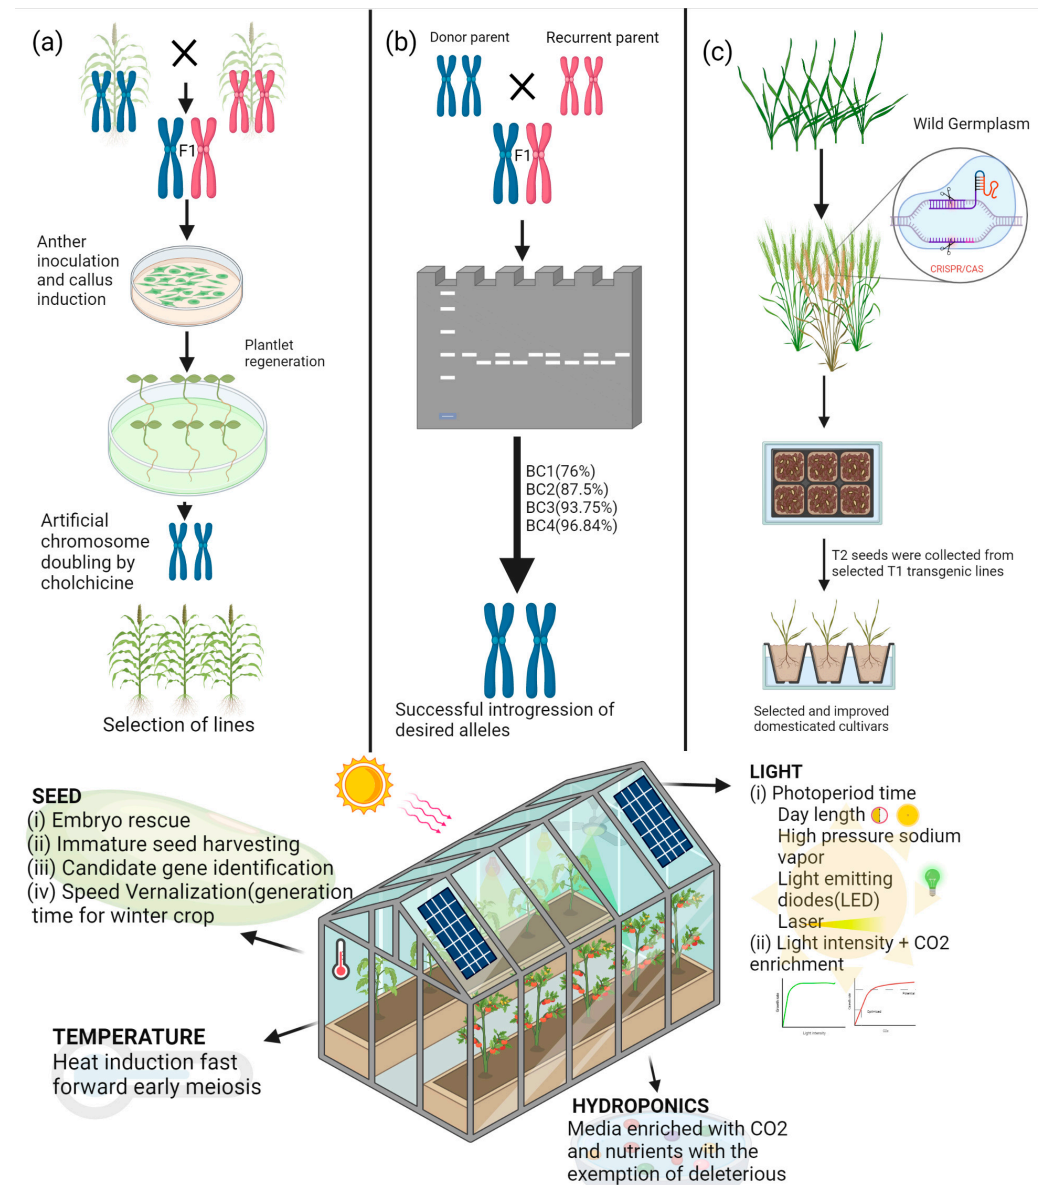 (a)
F1
Anther
inoculation
and callus
induction
Plantlet
regeneration
Artificial
chromosome
doubling by
cholchicine
Selection of lines
(b)
Donor parent
Recurrent parent
F1
BC1(76%)
BC2(87.5%)
BC3(93.75%)
BC4(96.84%)
Successful introgression of
desired alleles
(c)
Wild Germplasm
CRISPR/CAS
T2 seeds were collected from
selected T1 transgenic lines
Selected and improved
domesticated cultivars
SEED
(i) Embryo rescue
(ii) Immature seed harvesting
(iii) Candidate gene identification
(iv) Speed Vernalization(generation
time for winter crop
TEMPERATURE
Heat induction fast
forward early meiosis
LIGHT
(i) Photoperiod time
Day length
High pressure sodium
vapor
Light emitting
diodes(LED)
Laser
(ii) Light intensity + CO2
enrichment
Light intensity
HYDROPONICS
Media enriched with CO2
and nutrients with the
exemption of deleterious